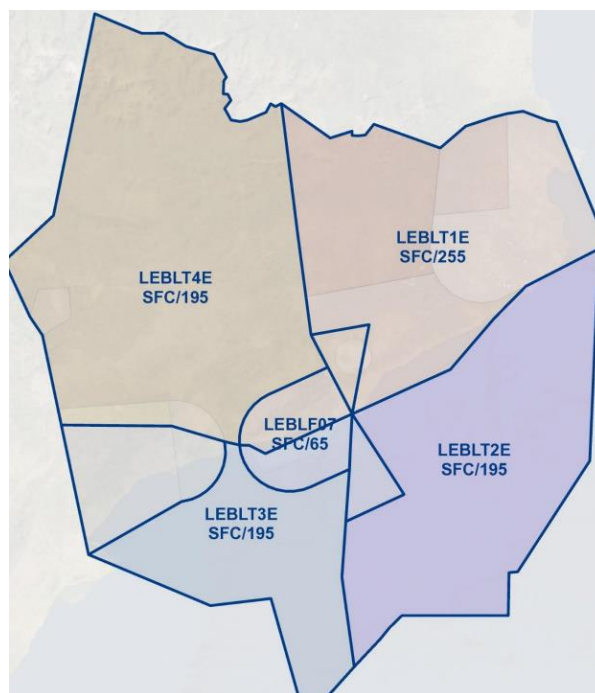 LEBLT1E
SFC/255
LEBLT4E
SFC/195
LEBLF07
SFC/65
LEBLT2E
SFC/195
LEBLT3E
SFC/195